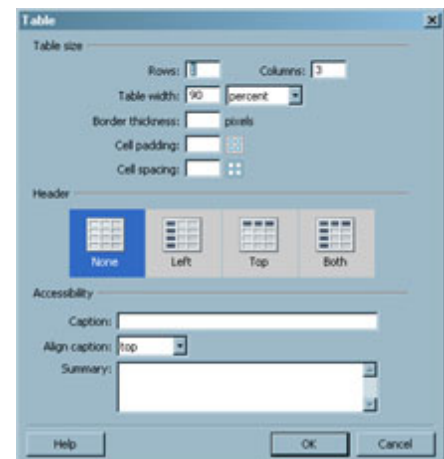 Table
Table size
Rows: Columns: 3
Table width: 90 percent
Border thickness: pixels
Cell padding:
Cell spacing:
Header
None Left Top Both
Accessibility
Caption:
Align caption: top
Summary:
Help OK Cancel